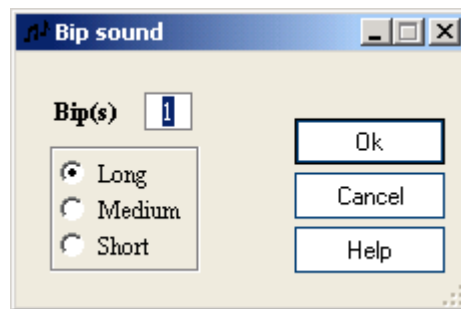 Bip sound
Bip(s) 1
Long
Medium
Short
Ok
Cancel
Help